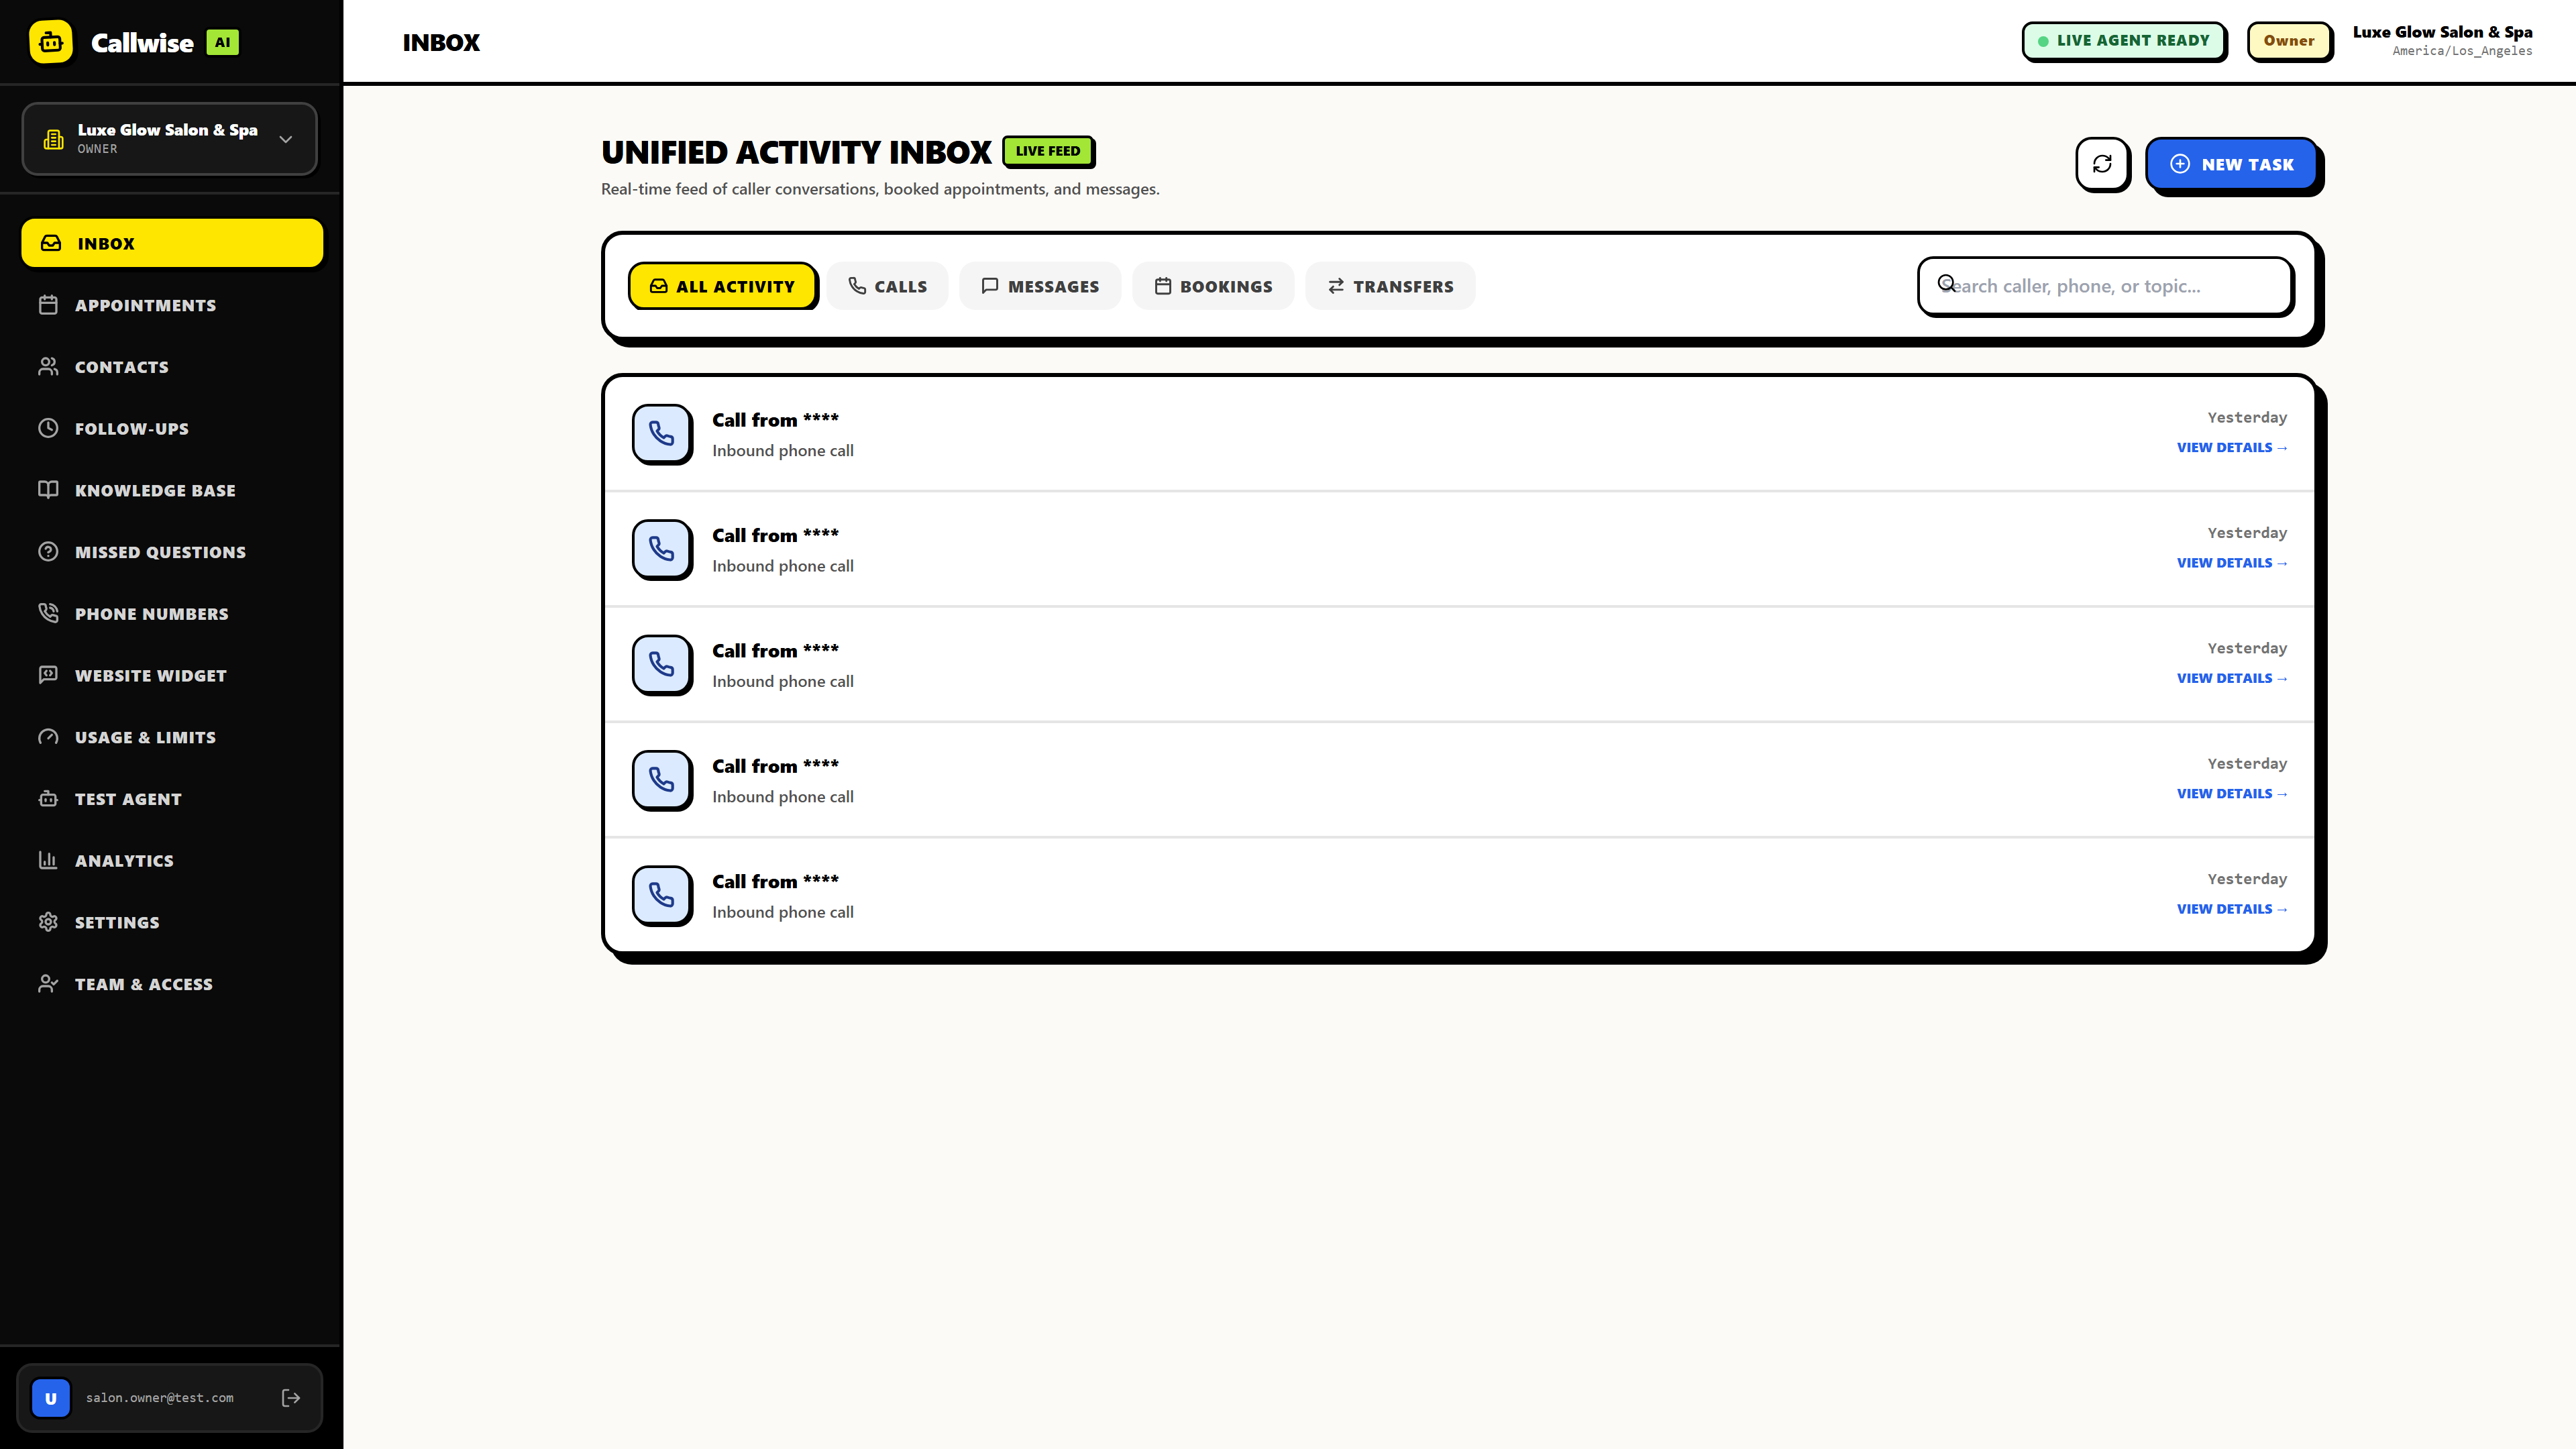 Callwise AI
Luxe Glow Salon & Spa
OWNER
INBOX
APPOINTMENTS
CONTACTS
FOLLOW-UPS
KNOWLEDGE BASE
MISSED QUESTIONS
PHONE NUMBERS
WEBSITE WIDGET
USAGE & LIMITS
TEST AGENT
ANALYTICS
SETTINGS
TEAM & ACCESS
U salon.owner@test.com
INBOX
LIVE AGENT READY
Owner
Luxe Glow Salon & Spa
America/Los_Angeles
UNIFIED ACTIVITY INBOX LIVE FEED
Real-time feed of caller conversations, booked appointments, and messages.
NEW TASK
ALL ACTIVITY CALLS MESSAGES BOOKINGS TRANSFERS
Search caller, phone, or topic...
Call from ****
Inbound phone call
Yesterday
VIEW DETAILS →
Call from ****
Inbound phone call
Yesterday
VIEW DETAILS →
Call from ****
Inbound phone call
Yesterday
VIEW DETAILS →
Call from ****
Inbound phone call
Yesterday
VIEW DETAILS →
Call from ****
Inbound phone call
Yesterday
VIEW DETAILS →